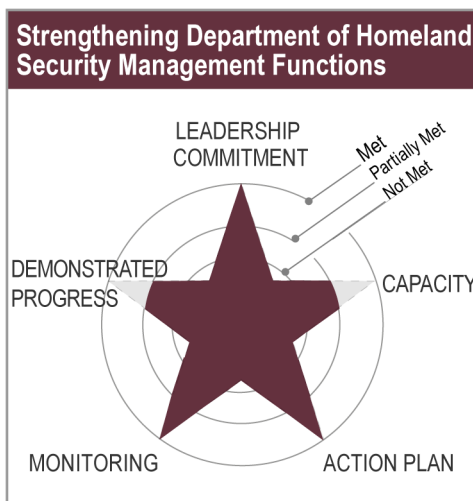 Strengthening Department of Homeland
Security Management Functions
LEADERSHIP
COMMITMENT
Met
Partially Met
Not Met
DEMONSTRATED
PROGRESS
CAPACITY
MONITORING
ACTION PLAN